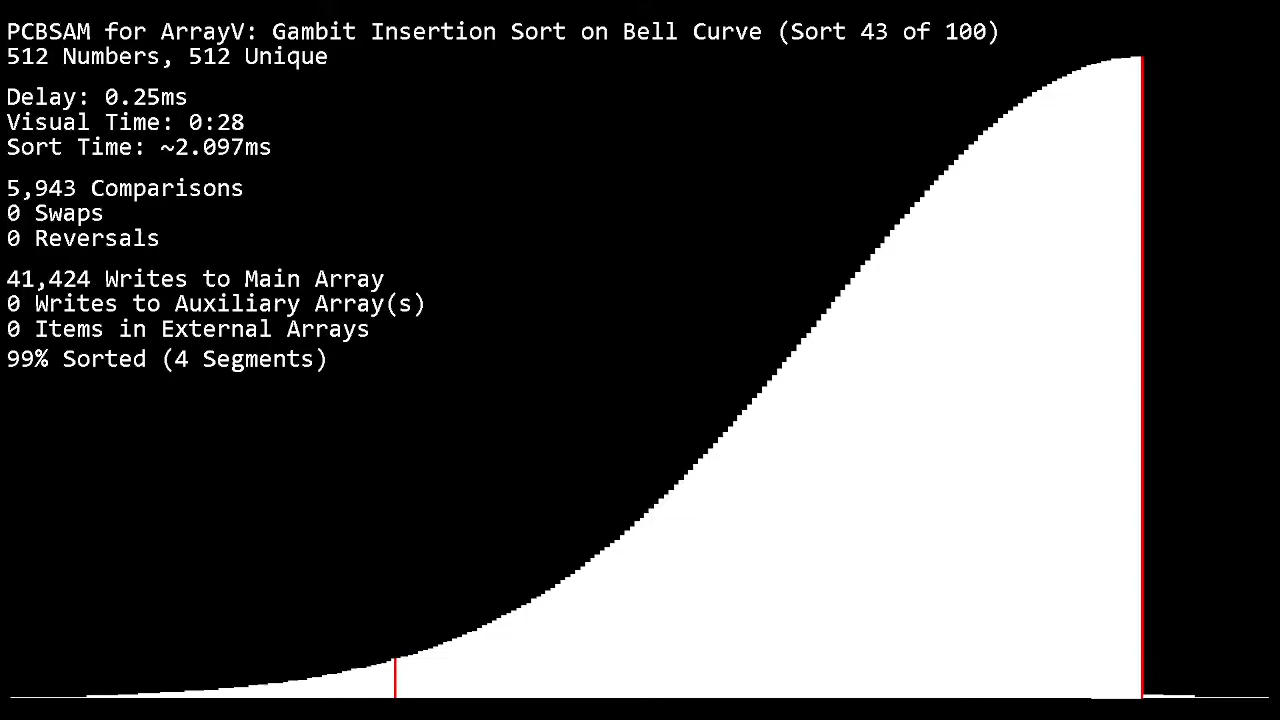 PCBSAM for ArrayV: Gambit Insertion Sort on Bell Curve (Sort 43 of 100)
512 Numbers, 512 Unique
Delay: 0.25ms
Visual Time: 0:28
Sort Time: ~2.097ms
5,943 Comparisons
0 Swaps
0 Reversals
41,424 Writes to Main Array
0 Writes to Auxiliary Array(s)
0 Items in External Arrays
99% Sorted (4 Segments)